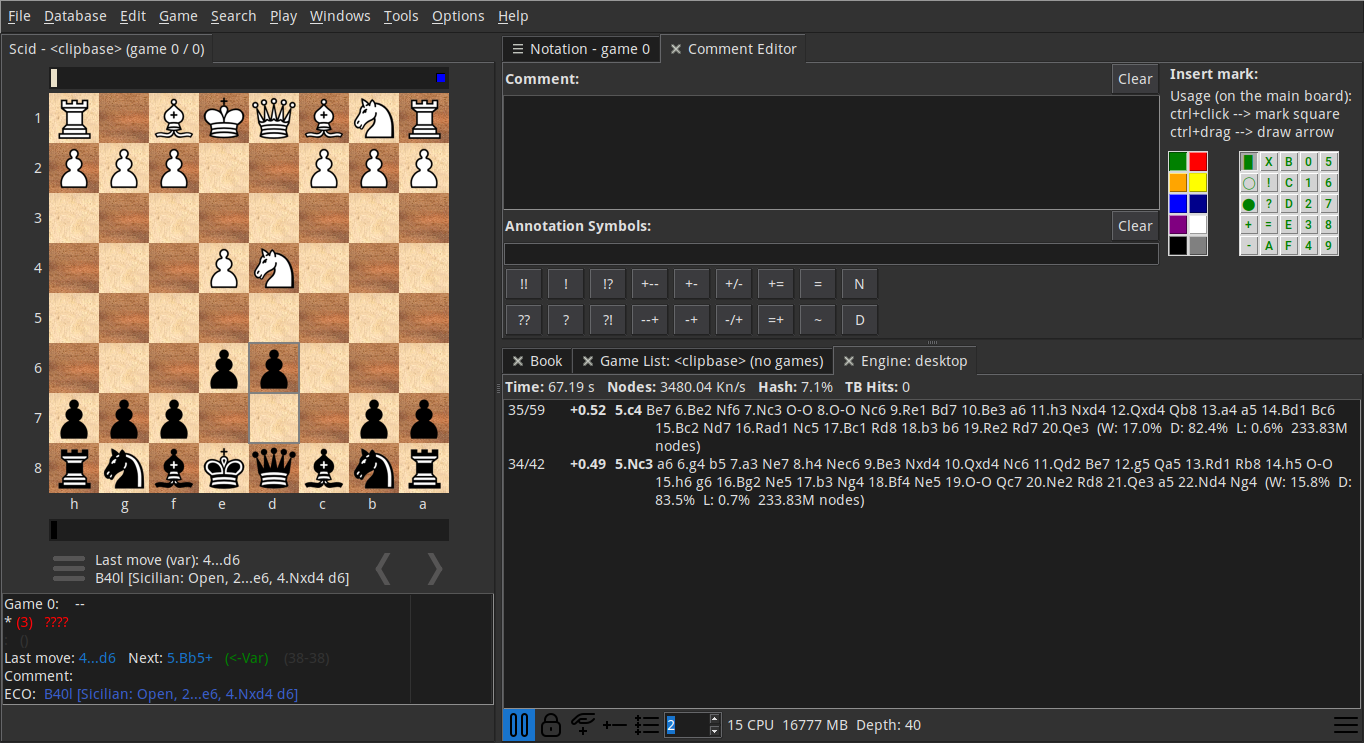 File Database Edit Game Search Play Windows Tools Options Help
Scid - <clipbase> (game 0 / 0)
1
2
3
4
5
6
7
8
h g f e d c b a
Last move (var): 4...d6
B40l [Sicilian: Open, 2...e6, 4.Nxd4 d6]
Game 0: --
* (3) ????
: ()
Last move: 4...d6 Next: 5.Bb5+ (<-Var) (38-38)
Comment:
ECO: B40l [Sicilian: Open, 2...e6, 4.Nxd4 d6]
☰ Notation - game 0 ✕ Comment Editor
Comment: Clear
Annotation Symbols: Clear
!! ! !? +-- +- +/- += = N
?? ? ?! --+ -+ -/+ =+ ~ D
Insert mark:
Usage (on the main board):
ctrl+click --> mark square
ctrl+drag --> draw arrow
X B 0 5
! C 1 6
? D 2 7
+ = E 3 8
- A F 4 9
✕ Book ✕ Game List: <clipbase> (no games) ✕ Engine: desktop
Time: 67.19 s Nodes: 3480.04 Kn/s Hash: 7.1% TB Hits: 0
35/59 +0.52 5.c4 Be7 6.Be2 Nf6 7.Nc3 O-O 8.O-O Nc6 9.Re1 Bd7 10.Be3 a6 11.h3 Nxd4 12.Qxd4 Qb8 13.a4 a5 14.Bd1 Bc6
15.Bc2 Nd7 16.Rad1 Nc5 17.Bc1 Rd8 18.b3 b6 19.Re2 Rd7 20.Qe3 (W: 17.0% D: 82.4% L: 0.6% 233.83M
nodes)
34/42 +0.49 5.Nc3 a6 6.g4 b5 7.a3 Ne7 8.h4 Nec6 9.Be3 Nxd4 10.Qxd4 Nc6 11.Qd2 Be7 12.g5 Qa5 13.Rd1 Rb8 14.h5 O-O
15.h6 g6 16.Bg2 Ne5 17.b3 Ng4 18.Bf4 Ne5 19.O-O Qc7 20.Ne2 Rd8 21.Qe3 a5 22.Nd4 Ng4 (W: 15.8% D:
83.5% L: 0.7% 233.83M nodes)
2 15 CPU 16777 MB Depth: 40